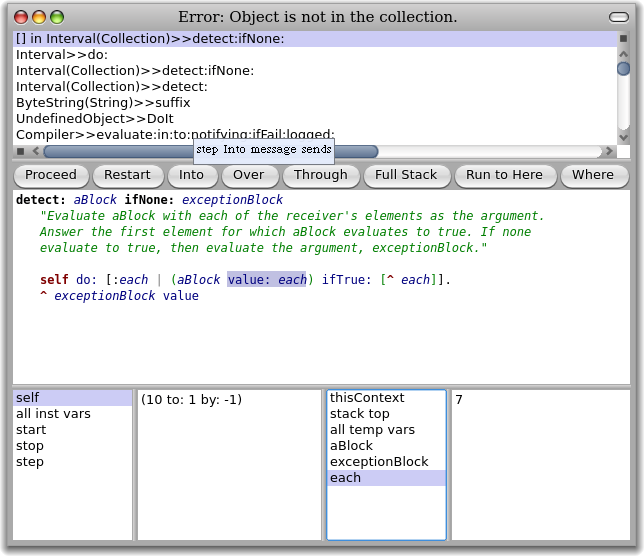 Error: Object is not in the collection.
[] in Interval(Collection)>>detect:ifNone:
Interval>>do:
Interval(Collection)>>detect:ifNone:
Interval(Collection)>>detect:
ByteString(String)>>suffix
UndefinedObject>>DoIt
Compiler>>evaluate:in:to:notifying:ifFail:logged:
step Into message sends
Proceed Restart Into Over Through Full Stack Run to Here Where
detect: aBlock ifNone: exceptionBlock
"Evaluate aBlock with each of the receiver's elements as the argument.
Answer the first element for which aBlock evaluates to true. If none
evaluate to true, then evaluate the argument, exceptionBlock."
self do: [:each | (aBlock value: each) ifTrue: [^ each]].
^ exceptionBlock value
self
all inst vars
start
stop
step
(10 to: 1 by: -1)
thisContext
stack top
all temp vars
aBlock
exceptionBlock
each
7